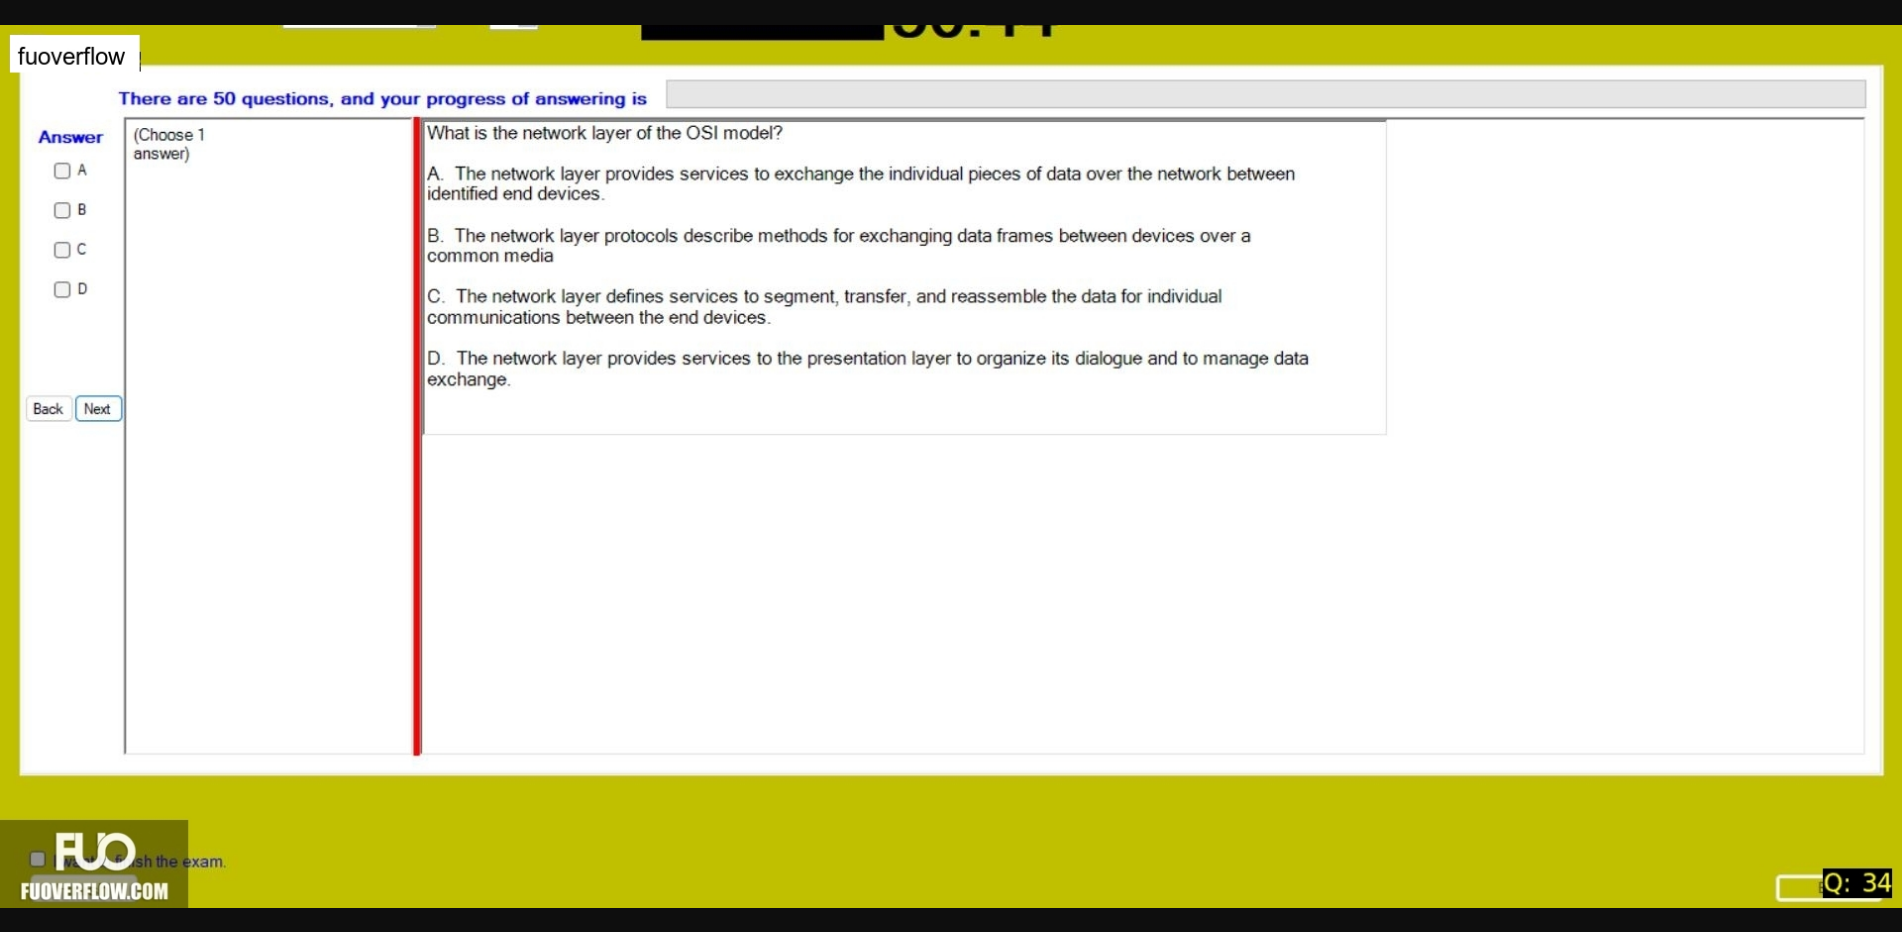 fuoverflow
There are 50 questions, and your progress of answering is
Answer
A
B
C
D
Back Next
(Choose 1
answer)
What is the network layer of the OSI model?
A. The network layer provides services to exchange the individual pieces of data over the network between
identified end devices.
B. The network layer protocols describe methods for exchanging data frames between devices over a
common media
C. The network layer defines services to segment, transfer, and reassemble the data for individual
communications between the end devices.
D. The network layer provides services to the presentation layer to organize its dialogue and to manage data
exchange.
FUO
the exam.
FUOVERFLOW.COM
Q: 34